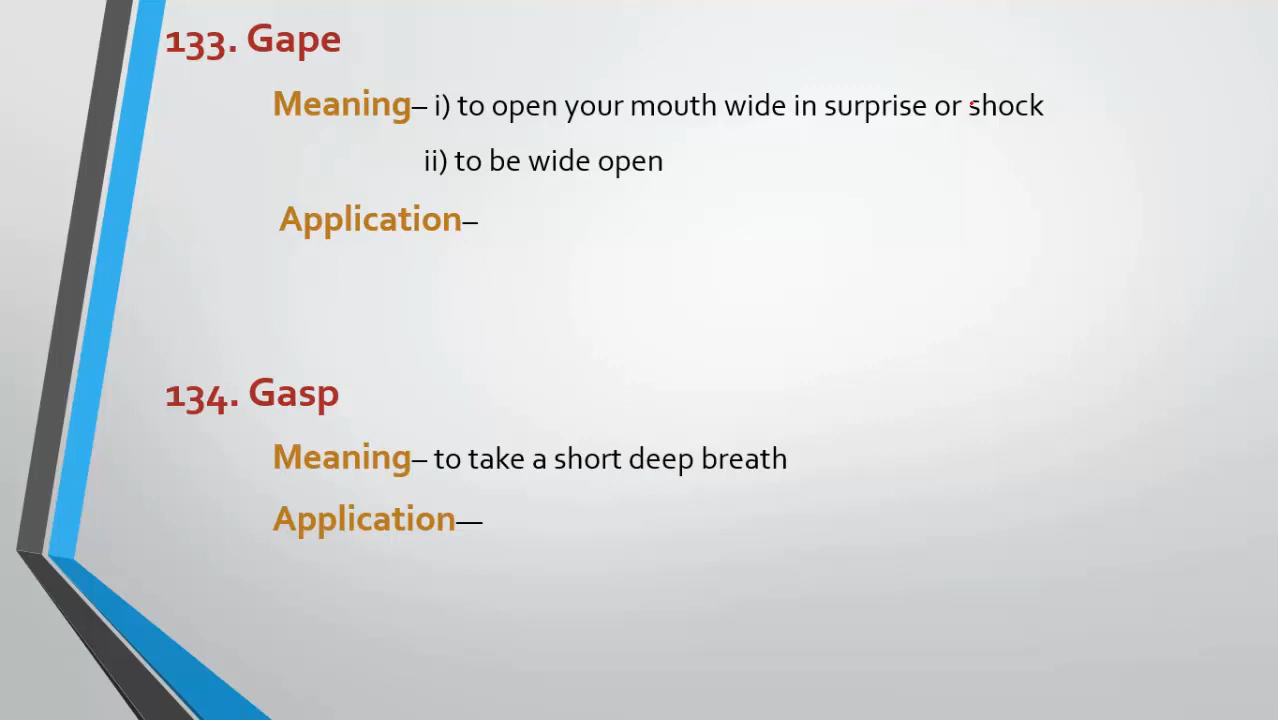 133. Gape
Meaning– i) to open your mouth wide in surprise or shock
ii) to be wide open
Application–
134. Gasp
Meaning– to take a short deep breath
Application—